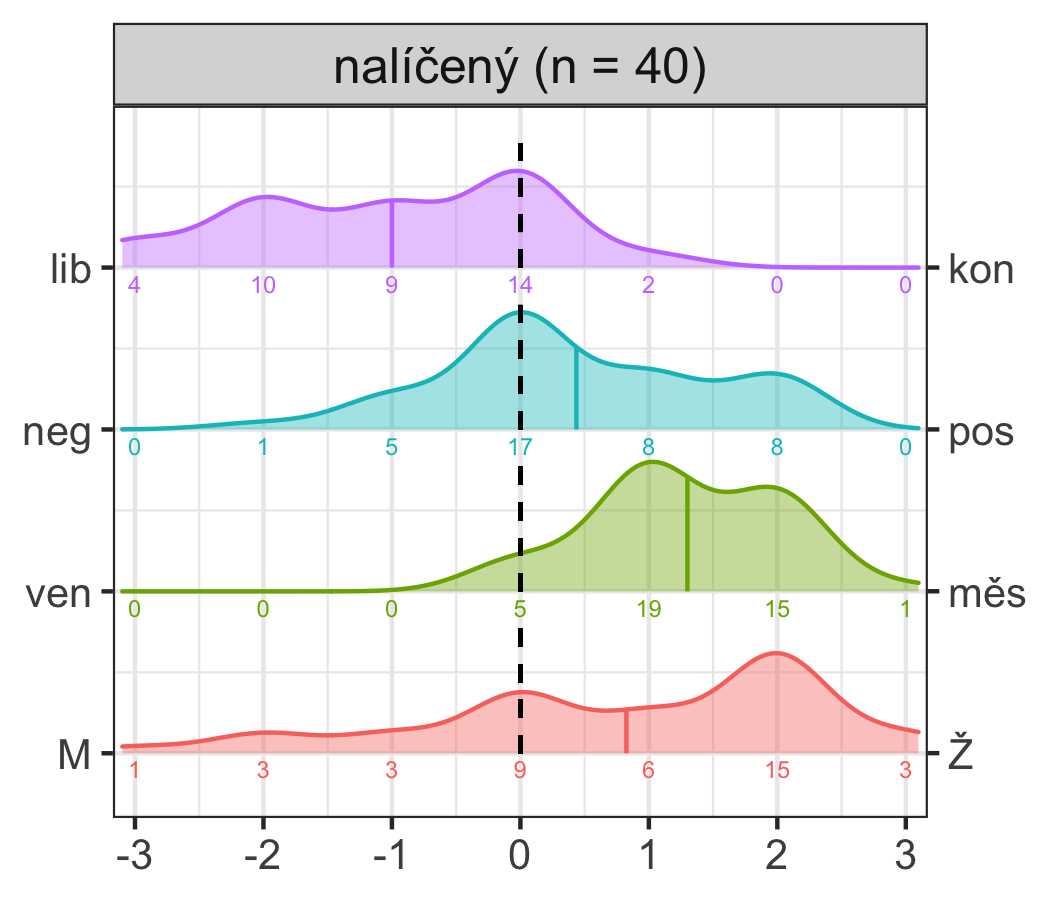 nalíčený (n = 40)
lib kon
4 10 9 14 2 0 0
neg pos
0 1 5 17 8 8 0
ven měs
0 0 0 5 19 15 1
M Ž
1 3 3 9 6 15 3
-3 -2 -1 0 1 2 3